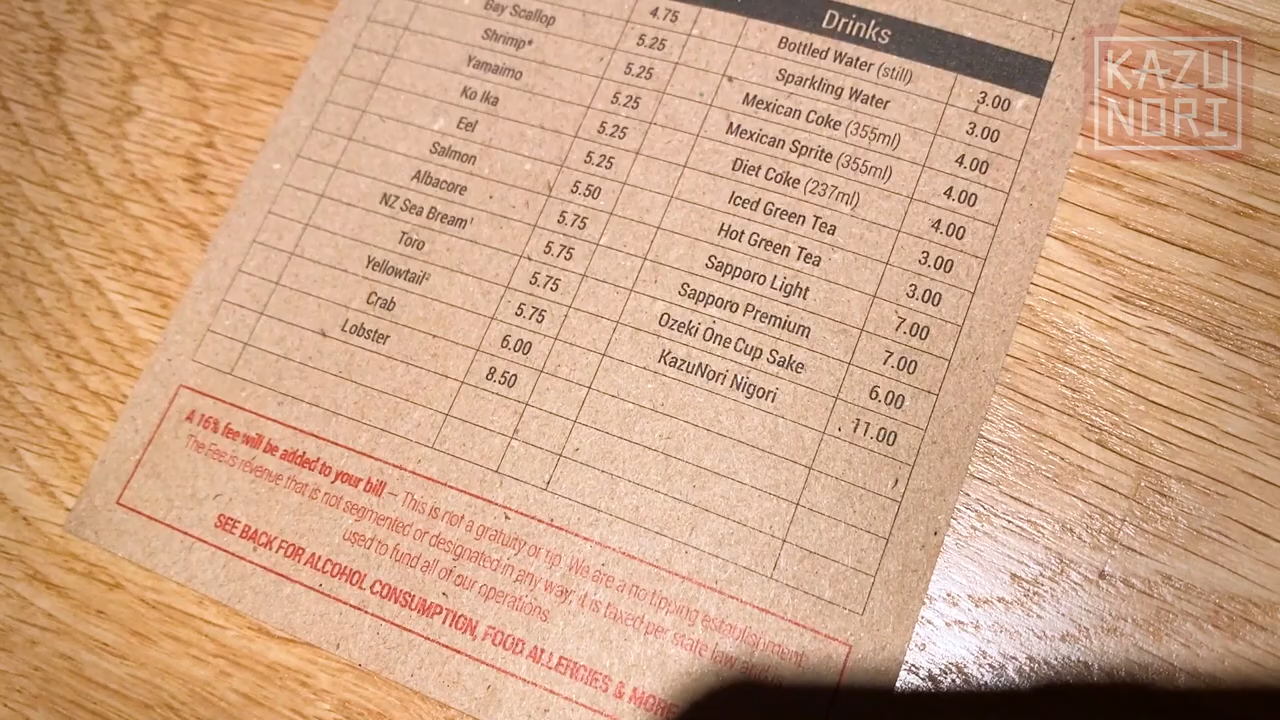 KAZU
NORI
4.75
Bay Scallop 5.25
Shrimp* 5.25
Yamaimo 5.25
Ko Ika 5.25
Eel 5.25
Salmon 5.50
Albacore 5.75
NZ Sea Bream¹ 5.75
Toro 5.75
Yellowtail² 5.75
Crab 6.00
Lobster 8.50
Drinks
Bottled Water (still) 3.00
Sparkling Water 3.00
Mexican Coke (355ml) 4.00
Mexican Sprite (355ml) 4.00
Diet Coke (237ml) 4.00
Iced Green Tea 3.00
Hot Green Tea 3.00
Sapporo Light 7.00
Sapporo Premium 7.00
Ozeki One Cup Sake 6.00
KazuNori Nigori 11.00
A 16% fee will be added to your bill – This is not a gratuity or tip. We are a no tipping establishment.
The Fee is revenue that is not segmented or designated in any way; it is taxed per state law and is
used to fund all of our operations.
SEE BACK FOR ALCOHOL CONSUMPTION, FOOD ALLERGIES & MORE